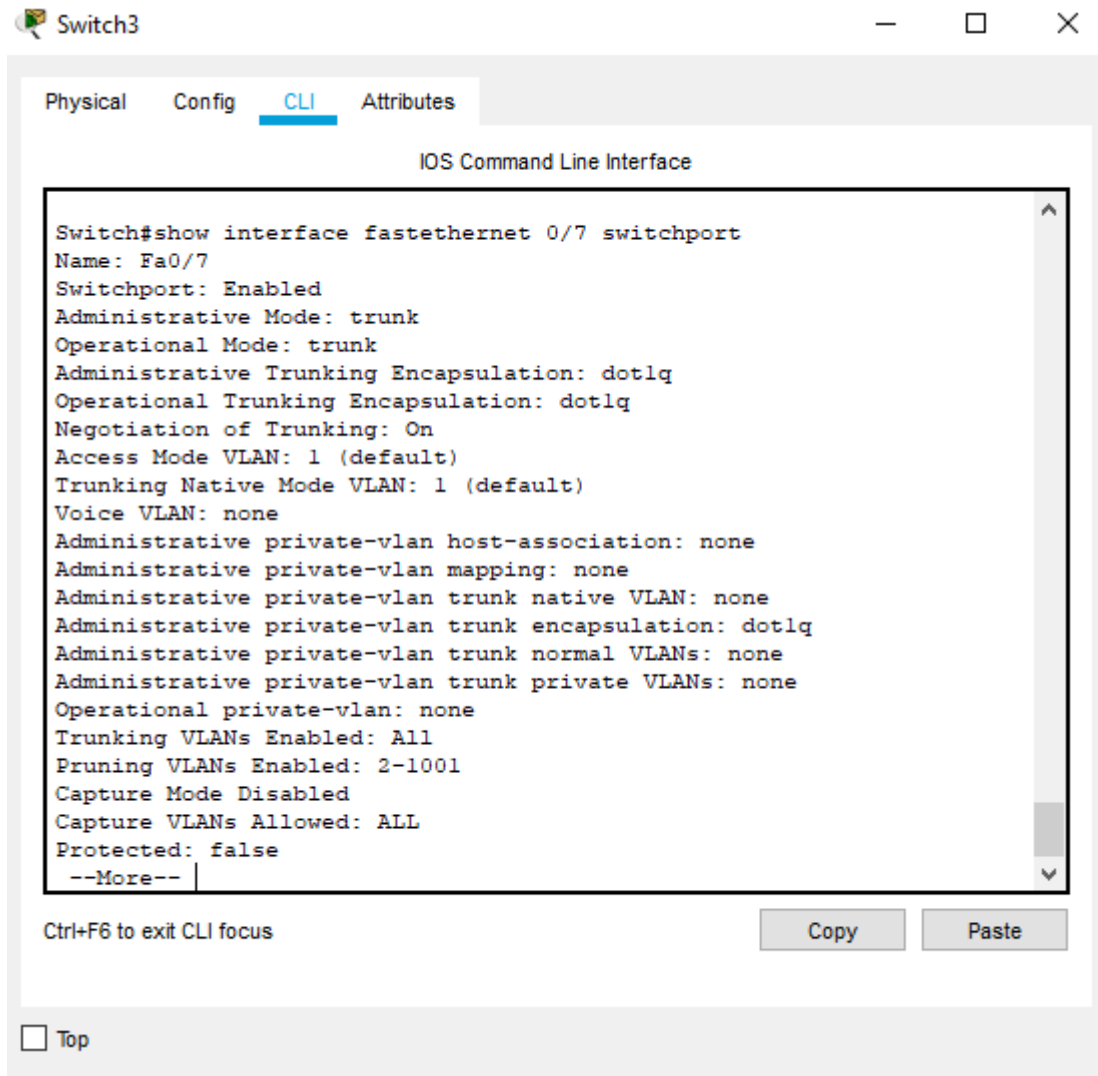 Switch3
Physical Config CLI Attributes
IOS Command Line Interface
Switch#show interface fastethernet 0/7 switchport
Name: Fa0/7
Switchport: Enabled
Administrative Mode: trunk
Operational Mode: trunk
Administrative Trunking Encapsulation: dot1q
Operational Trunking Encapsulation: dot1q
Negotiation of Trunking: On
Access Mode VLAN: 1 (default)
Trunking Native Mode VLAN: 1 (default)
Voice VLAN: none
Administrative private-vlan host-association: none
Administrative private-vlan mapping: none
Administrative private-vlan trunk native VLAN: none
Administrative private-vlan trunk encapsulation: dot1q
Administrative private-vlan trunk normal VLANs: none
Administrative private-vlan trunk private VLANs: none
Operational private-vlan: none
Trunking VLANs Enabled: All
Pruning VLANs Enabled: 2-1001
Capture Mode Disabled
Capture VLANs Allowed: ALL
Protected: false
--More--
Ctrl+F6 to exit CLI focus Copy Paste
Top